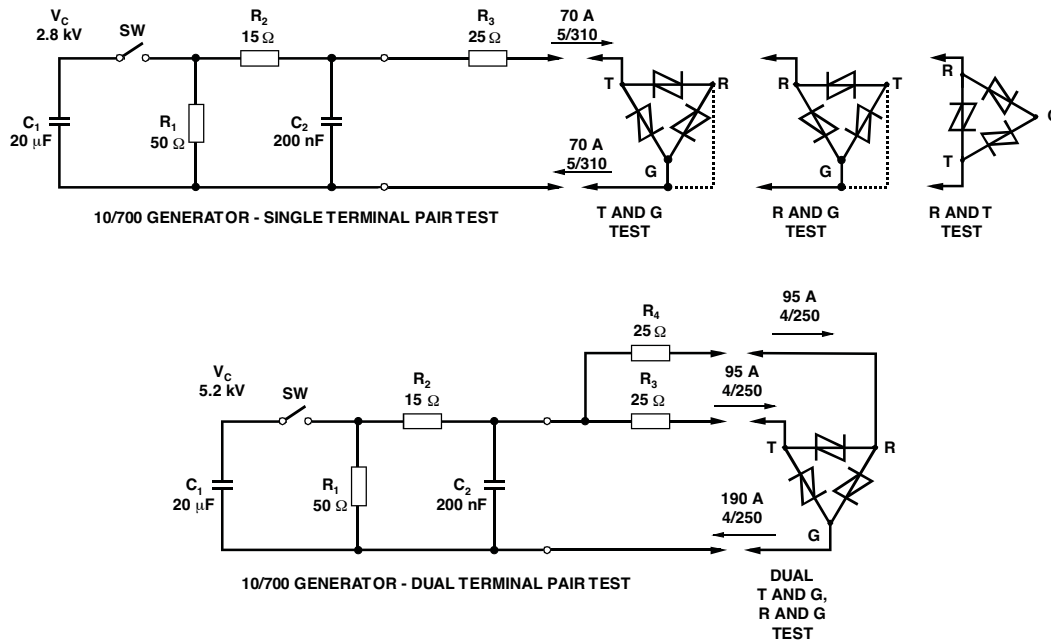 V_C
2.8 kV
SW
R₂
15 Ω
R₃
25 Ω
70 A
5/310
C₁
20 µF
R₁
50 Ω
C₂
200 nF
T
R
G
70 A
5/310
R
T
G
R
T
10/700 GENERATOR - SINGLE TERMINAL PAIR TEST
T AND G
TEST
R AND G
TEST
R AND T
TEST
V_C
5.2 kV
SW
R₂
15 Ω
R₄
25 Ω
R₃
25 Ω
95 A
4/250
95 A
4/250
C₁
20 µF
R₁
50 Ω
C₂
200 nF
T
R
G
190 A
4/250
10/700 GENERATOR - DUAL TERMINAL PAIR TEST
DUAL
T AND G,
R AND G
TEST